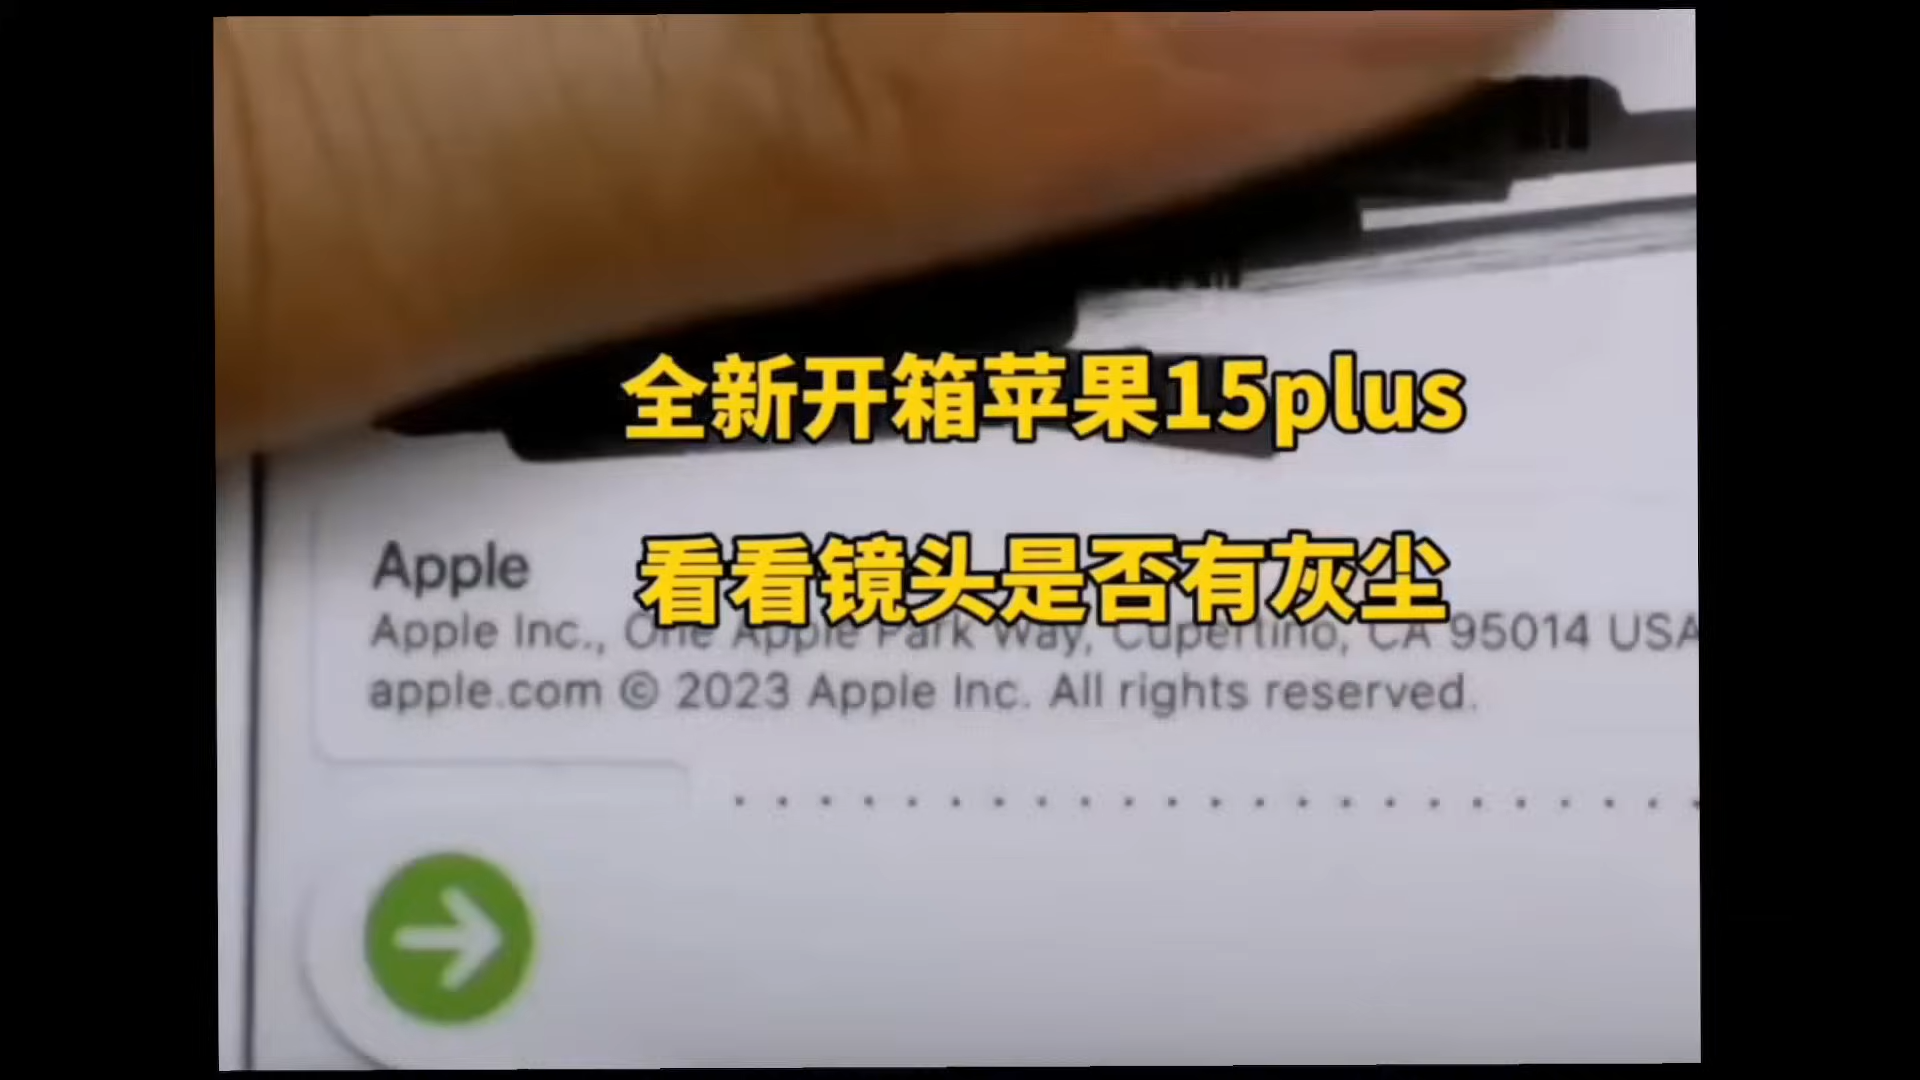 全新开箱苹果15plus
看看镜头是否有灰尘
Apple
Apple Inc., One Apple Park Way, Cupertino, CA 95014 USA
apple.com © 2023 Apple Inc. All rights reserved.